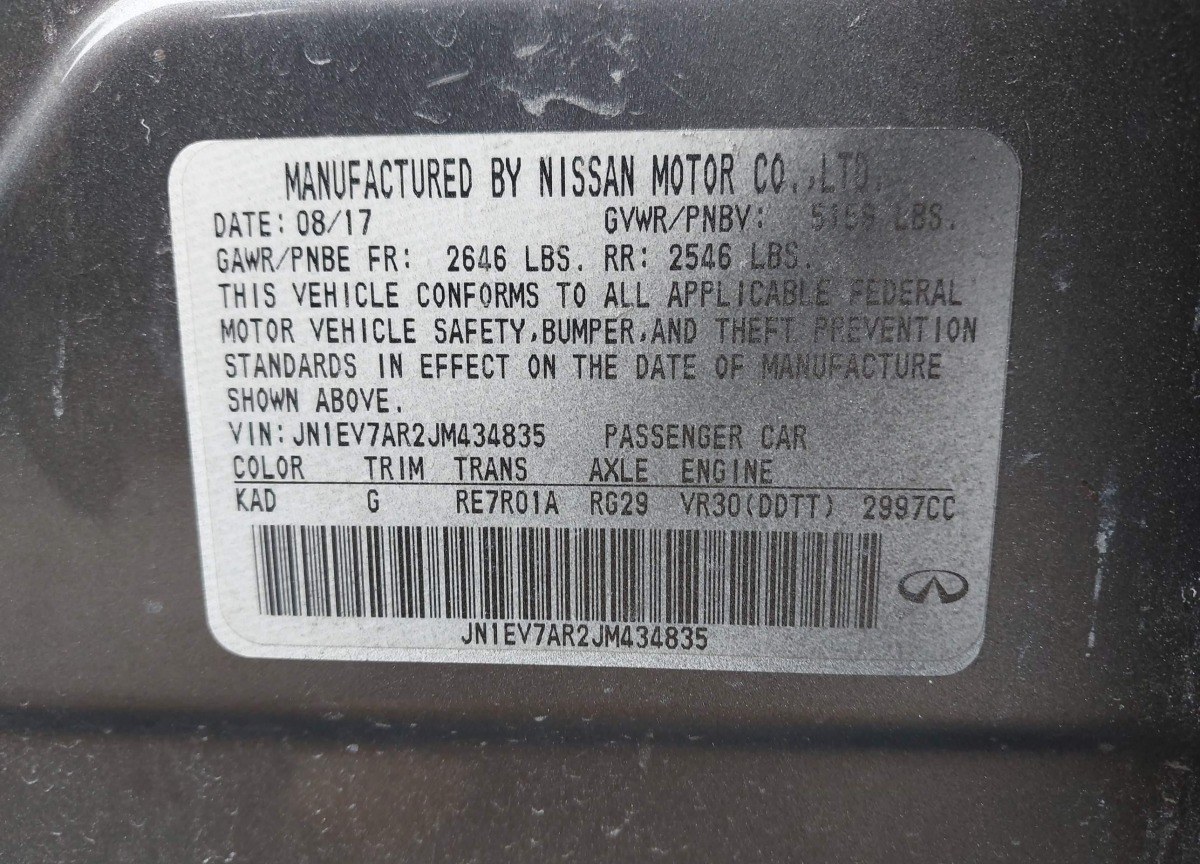 MANUFACTURED BY NISSAN MOTOR CO.,LTD.
DATE: 08/17 GVWR/PNBV: LBS.
GAWR/PNBE FR: 2646 LBS. RR: 2546 LBS.
THIS VEHICLE CONFORMS TO ALL APPLICABLE FEDERAL
MOTOR VEHICLE SAFETY,BUMPER,AND THEFT PREVENTION
STANDARDS IN EFFECT ON THE DATE OF MANUFACTURE
SHOWN ABOVE.
VIN: JN1EV7AR2JM434835 PASSENGER CAR
COLOR TRIM TRANS AXLE ENGINE
KAD G RE7R01A RG29 VR30(DDTT) 2997CC
JN1EV7AR2JM434835